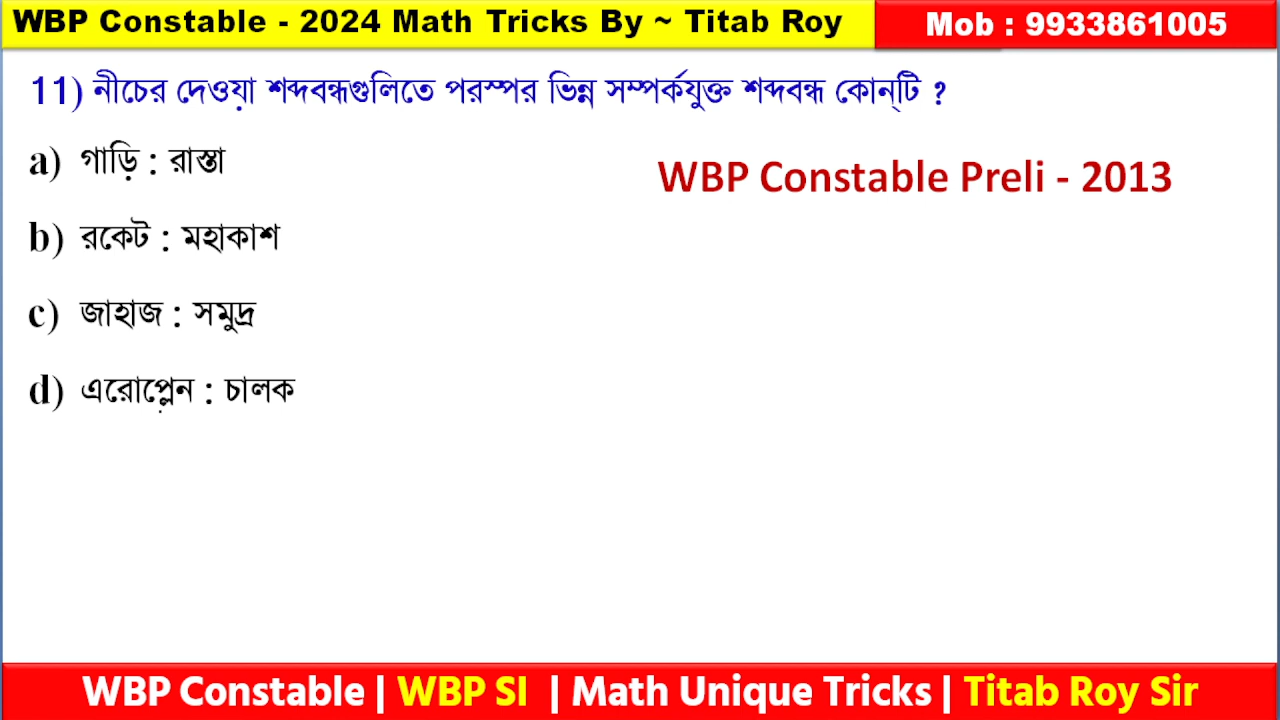 WBP Constable - 2024 Math Tricks By ~ Titab Roy
Mob : 9933861005
11) নীচের দেওয়া শব্দবন্ধগুলিতে পরস্পর ভিন্ন সম্পর্কযুক্ত শব্দবন্ধ কোন্‌টি ?
a) গাড়ি : রাস্তা
WBP Constable Preli - 2013
b) রকেট : মহাকাশ
c) জাহাজ : সমুদ্র
d) এরোপ্লেন : চালক
WBP Constable | WBP SI | Math Unique Tricks | Titab Roy Sir